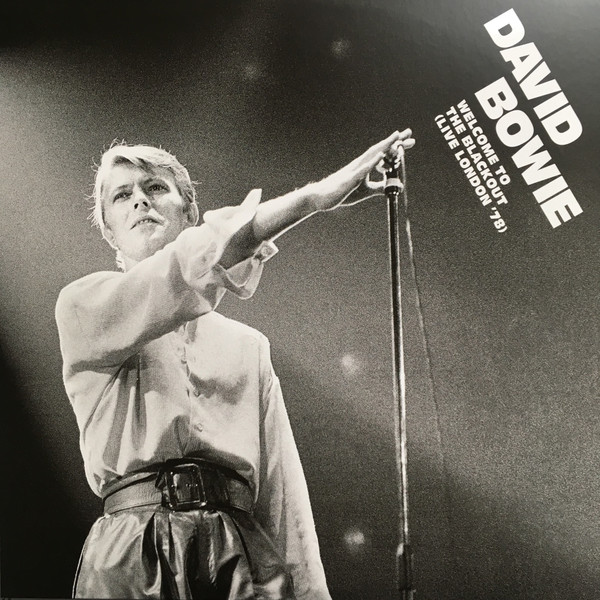 DAVID
BOWIE
WELCOME TO
THE BLACKOUT
(LIVE LONDON '78)